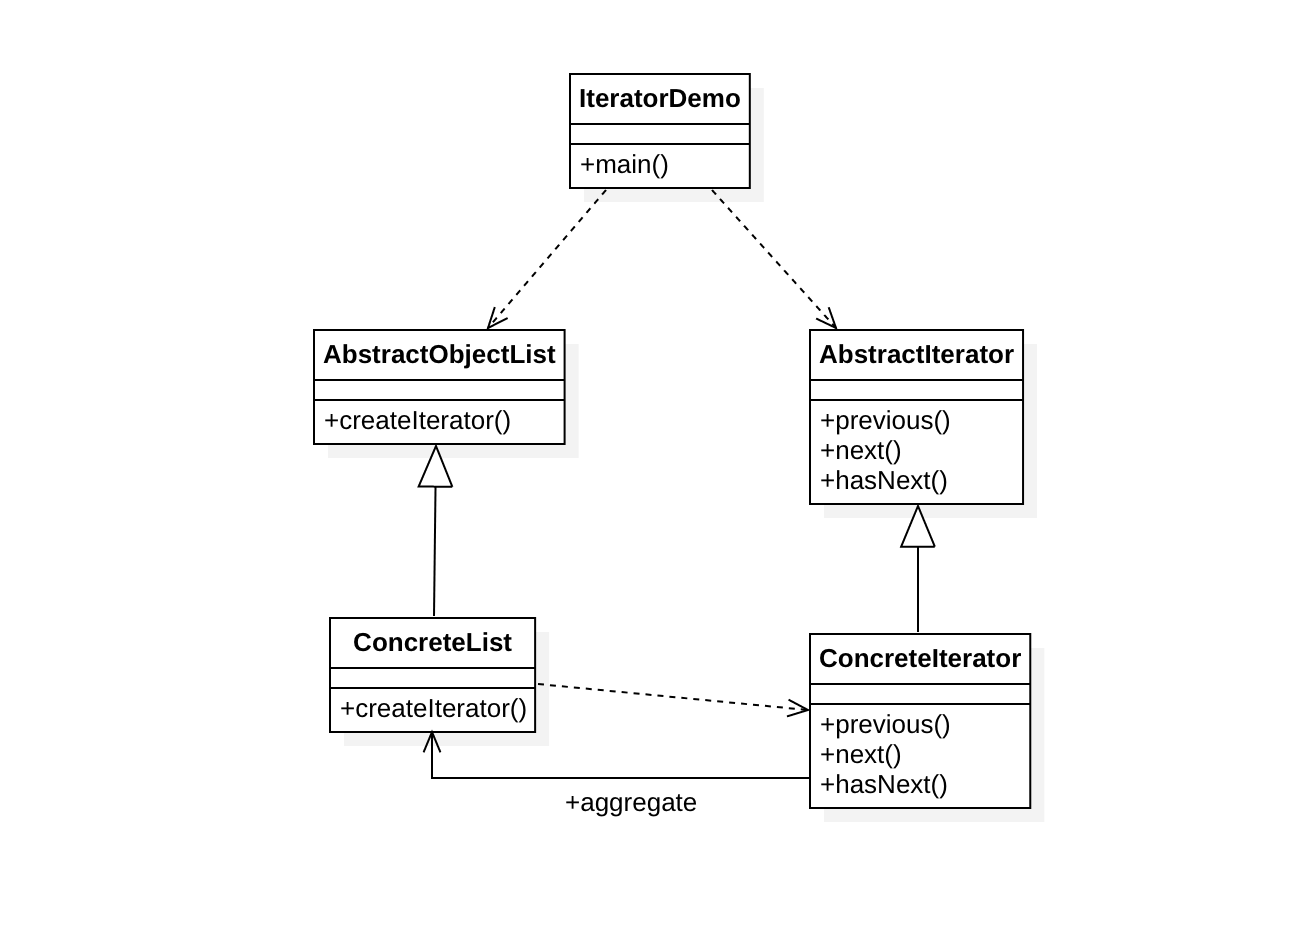 IteratorDemo
+main()
AbstractObjectList
+createIterator()
AbstractIterator
+previous()
+next()
+hasNext()
ConcreteList
+createIterator()
ConcreteIterator
+previous()
+next()
+hasNext()
+aggregate